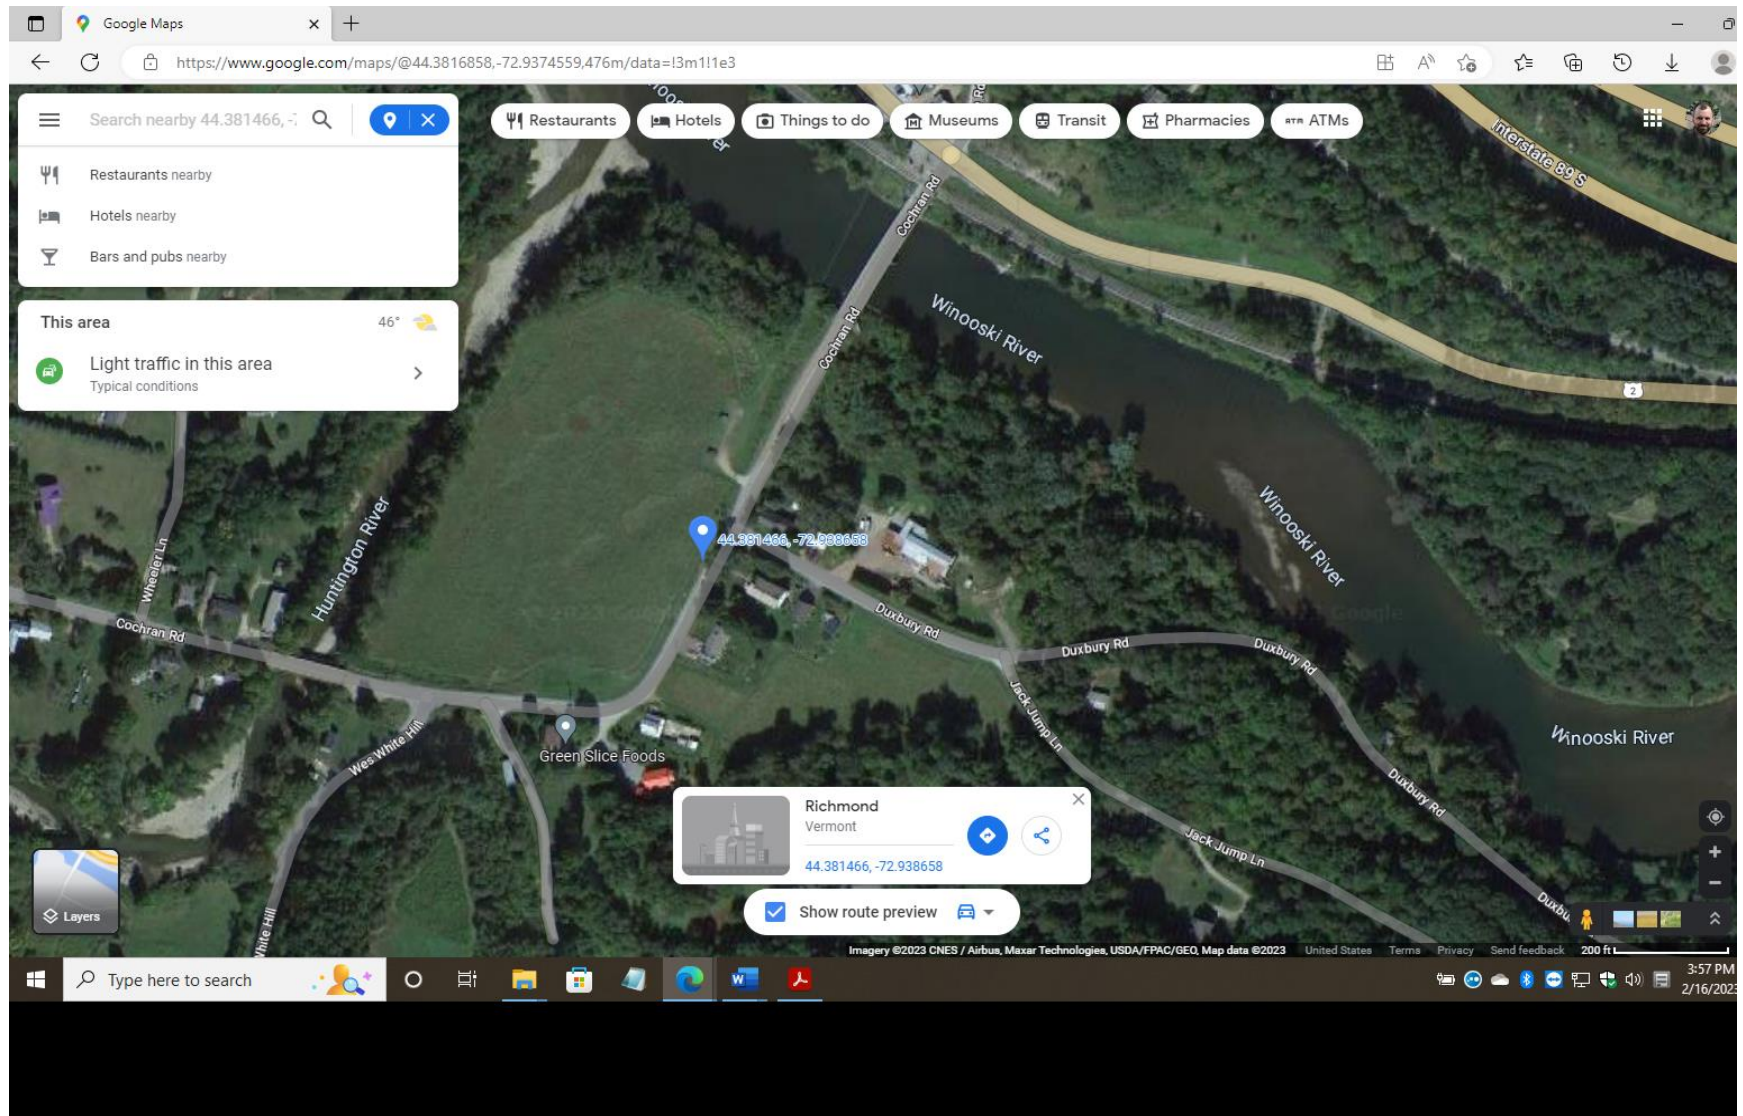 Google Maps
https://www.google.com/maps/@44.3816858,-72.9374559,476m/data=!3m1!1e3
Search nearby 44.381466, -7
Restaurants
Hotels
Things to do
Museums
Transit
Pharmacies
ATM ATMs
Restaurants nearby
Hotels nearby
Bars and pubs nearby
This area 46°
Light traffic in this area
Typical conditions
Interstate 89 S
Cochran Rd
Winooski River
Cochran Rd
2
Huntington River
Winooski River
Wheeler Ln
44.381466, -72.938658
Duxbury Rd
Cochran Rd
Duxbury Rd
Duxbury Rd
Jack Jump Ln
Wes White Hill
Green Slice Foods
Winooski River
Duxbury Rd
Jack Jump Ln
White Hill
Richmond
Vermont
44.381466, -72.938658
Show route preview
Layers
Imagery ©2023 CNES / Airbus, Maxar Technologies, USDA/FPAC/GEO, Map data ©2023 United States Terms Privacy Send feedback 200 ft
Type here to search
3:57 PM
2/16/2023